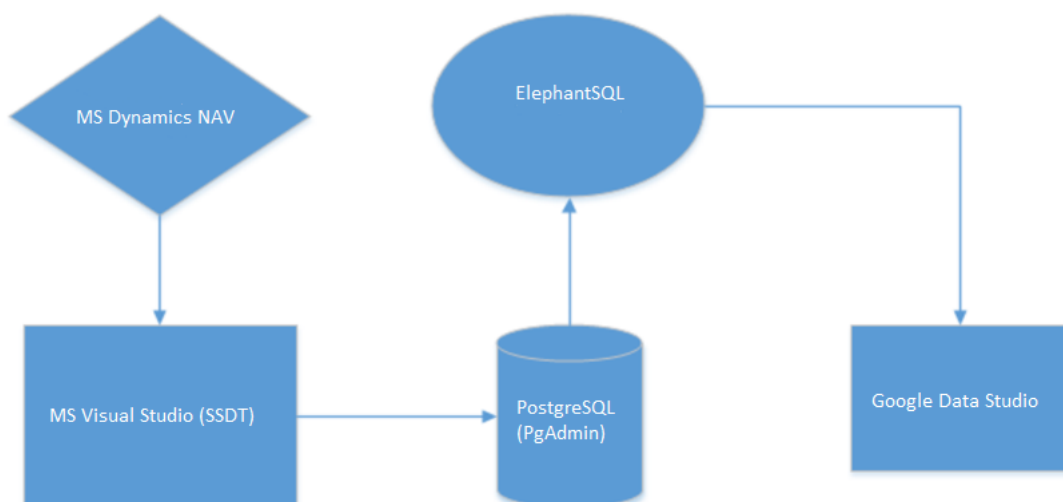 MS Dynamics NAV
ElephantSQL
MS Visual Studio (SSDT)
PostgreSQL
(PgAdmin)
Google Data Studio